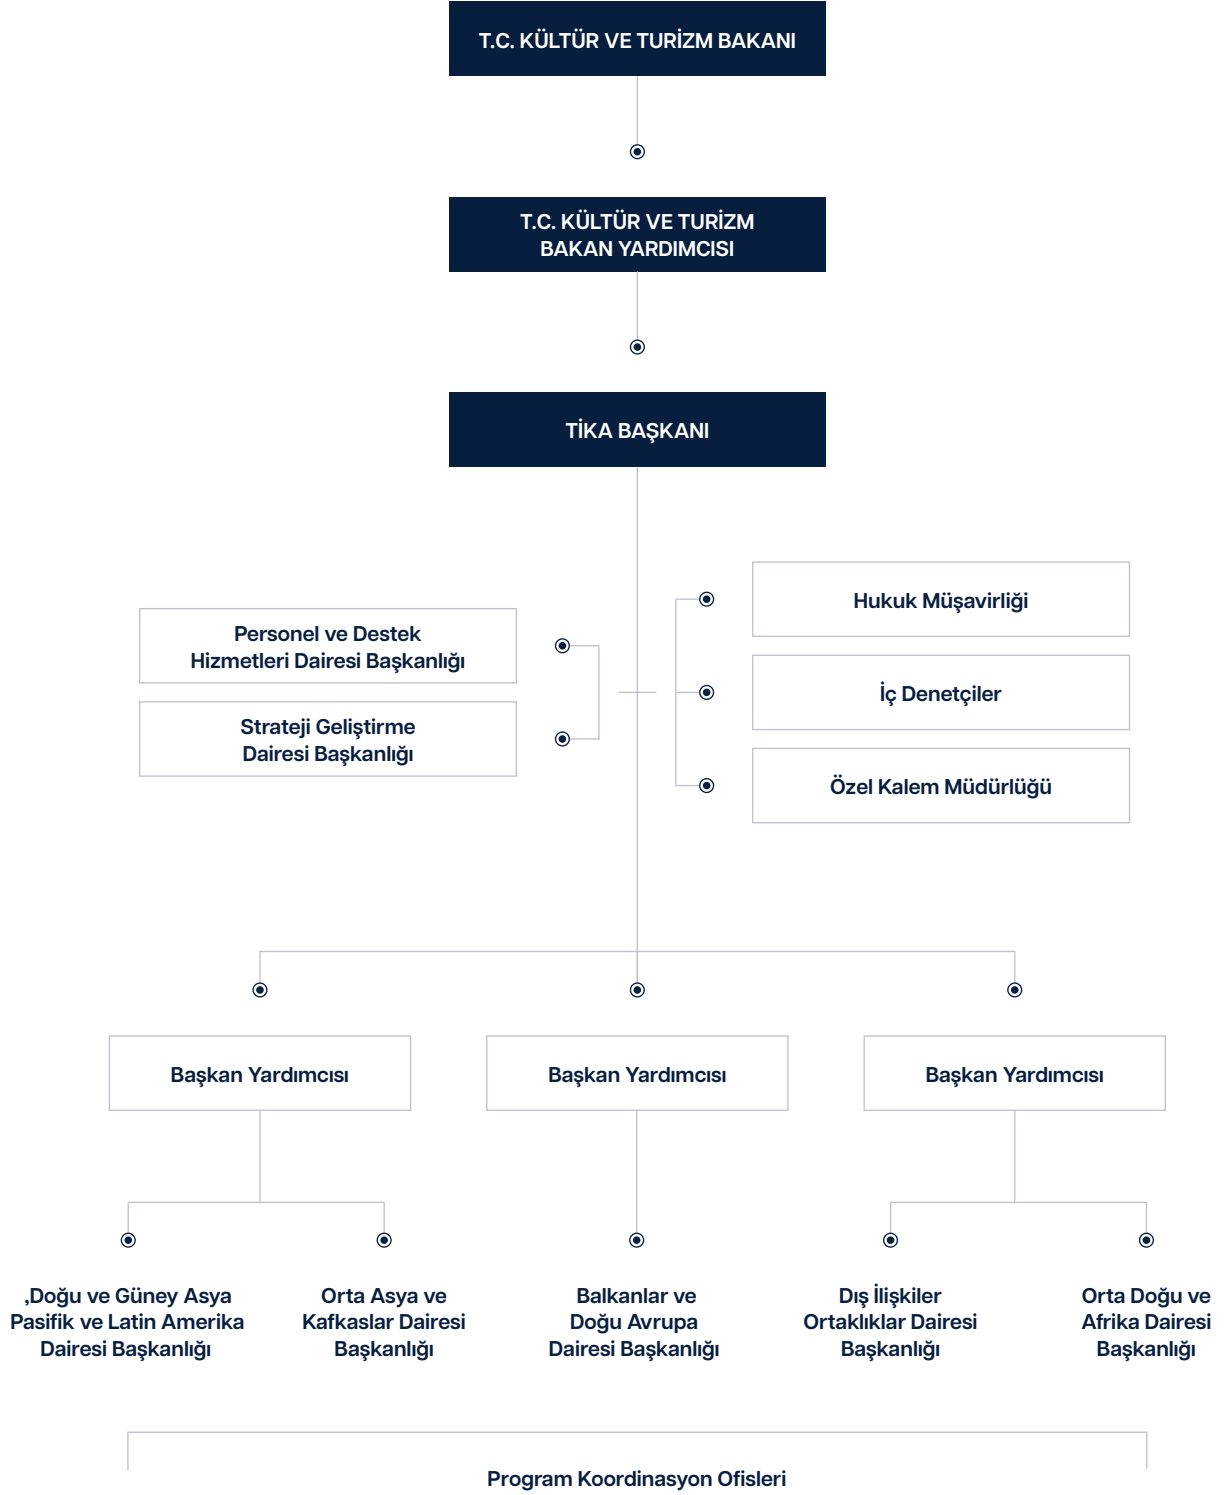 T.C. KÜLTÜR VE TURİZM BAKANI
T.C. KÜLTÜR VE TURİZM
BAKAN YARDIMCISI
TİKA BAŞKANI
Personel ve Destek
Hizmetleri Dairesi Başkanlığı
Strateji Geliştirme
Dairesi Başkanlığı
Hukuk Müşavirliği
İç Denetçiler
Özel Kalem Müdürlüğü
Başkan Yardımcısı
Başkan Yardımcısı
Başkan Yardımcısı
,Doğu ve Güney Asya
Pasifik ve Latin Amerika
Dairesi Başkanlığı
Orta Asya ve
Kafkaslar Dairesi
Başkanlığı
Balkanlar ve
Doğu Avrupa
Dairesi Başkanlığı
Dış İlişkiler
Ortaklıklar Dairesi
Başkanlığı
Orta Doğu ve
Afrika Dairesi
Başkanlığı
Program Koordinasyon Ofisleri